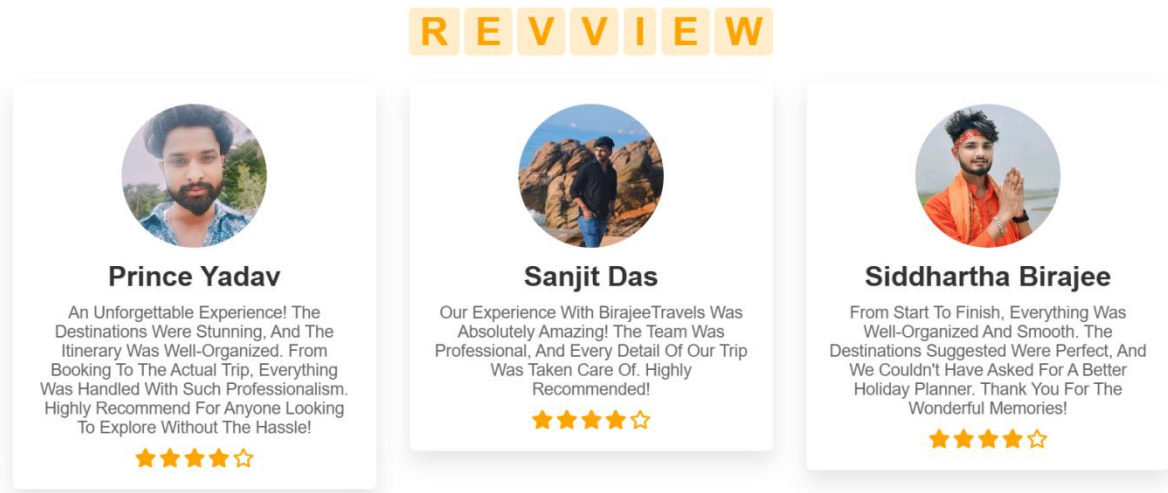 REVVIEW
Prince Yadav
An Unforgettable Experience! The
Destinations Were Stunning, And The
Itinerary Was Well-Organized. From
Booking To The Actual Trip, Everything
Was Handled With Such Professionalism.
Highly Recommend For Anyone Looking
To Explore Without The Hassle!
Sanjit Das
Our Experience With BirajeeTravels Was
Absolutely Amazing! The Team Was
Professional, And Every Detail Of Our Trip
Was Taken Care Of. Highly
Recommended!
Siddhartha Birajee
From Start To Finish, Everything Was
Well-Organized And Smooth. The
Destinations Suggested Were Perfect, And
We Couldn't Have Asked For A Better
Holiday Planner. Thank You For The
Wonderful Memories!